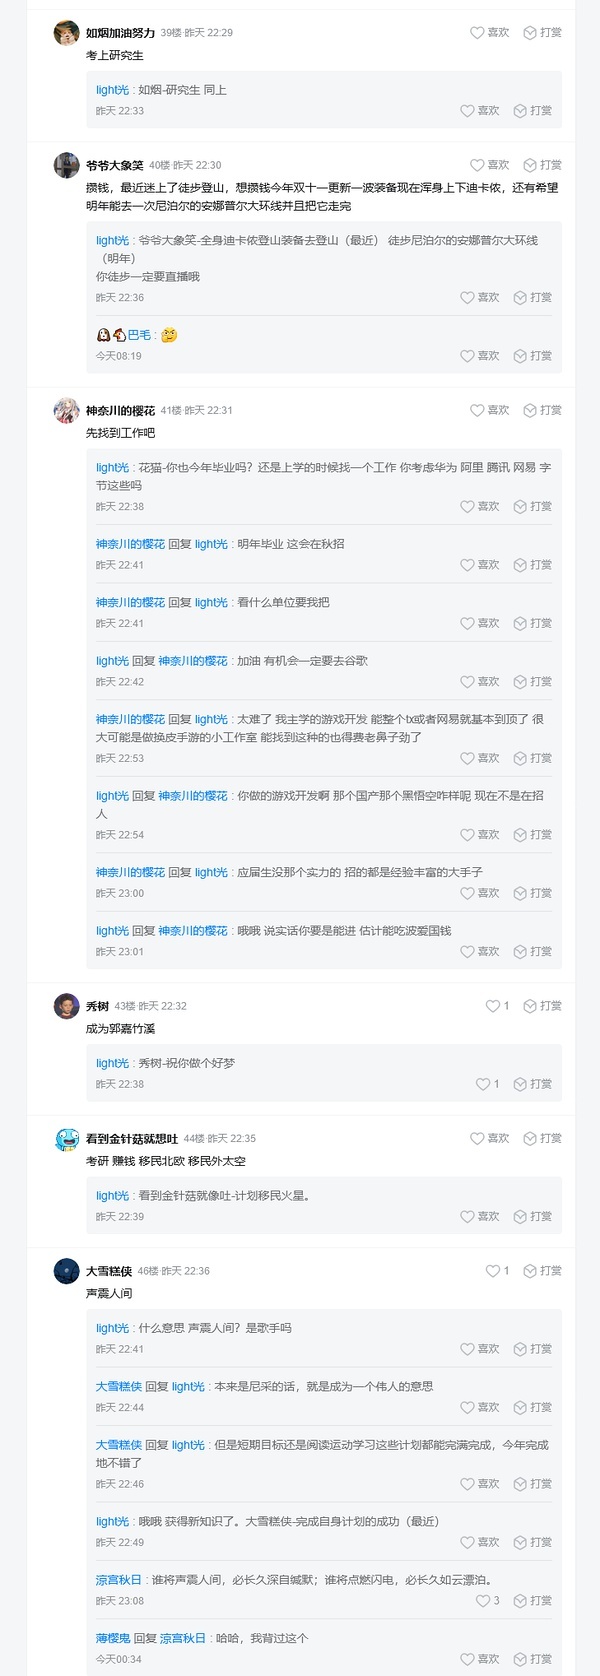 如烟加油努力 39楼·昨天 22:29 喜欢 打赏
考上研究生
light光 : 如烟-研究生 同上
昨天 22:33 喜欢 打赏
爷爷大象笑 40楼·昨天 22:30 喜欢 打赏
攒钱，最近迷上了徒步登山，想攒钱今年双十一更新一波装备现在浑身上下迪卡侬，还有希望
明年能去一次尼泊尔的安娜普尔大环线并且把它走完
light光 : 爷爷大象笑-全身迪卡侬登山装备去登山（最近） 徒步尼泊尔的安娜普尔大环线
（明年）
你徒步一定要直播哦
昨天 22:36 喜欢 打赏
巴毛 :
今天08:19 喜欢 打赏
神奈川的樱花 41楼·昨天 22:31 喜欢 打赏
先找到工作吧
light光 : 花猫-你也今年毕业吗？还是上学的时候找一个工作 你考虑华为 阿里 腾讯 网易 字
节这些吗
昨天 22:38 喜欢 打赏
神奈川的樱花 回复 light光 : 明年毕业 这会在秋招
昨天 22:41 喜欢 打赏
神奈川的樱花 回复 light光 : 看什么单位要我把
昨天 22:41 喜欢 打赏
light光 回复 神奈川的樱花 : 加油 有机会一定要去谷歌
昨天 22:42 喜欢 打赏
神奈川的樱花 回复 light光 : 太难了 我主学的游戏开发 能整个tx或者网易就基本到顶了 很
大可能是做换皮手游的小工作室 能找到这种的也得费老鼻子劲了
昨天 22:53 喜欢 打赏
light光 回复 神奈川的樱花 : 你做的游戏开发啊 那个国产那个黑悟空咋样呢 现在不是在招
人
昨天 22:54 喜欢 打赏
神奈川的樱花 回复 light光 : 应届生没那个实力的 招的都是经验丰富的大手子
昨天 23:00 喜欢 打赏
light光 回复 神奈川的樱花 : 哦哦 说实话你要是能进 估计能吃波爱国钱
昨天 23:01 喜欢 打赏
秀树 43楼·昨天 22:32 1 打赏
成为郭嘉竹溪
light光 : 秀树-祝你做个好梦
昨天 22:38 1 打赏
看到金针菇就想吐 44楼·昨天 22:35 喜欢 打赏
考研 赚钱 移民北欧 移民外太空
light光 : 看到金针菇就像吐-计划移民火星。
昨天 22:39 喜欢 打赏
大雪糕侠 46楼·昨天 22:36 1 打赏
声震人间
light光 : 什么意思 声震人间？是歌手吗
昨天 22:41 喜欢 打赏
大雪糕侠 回复 light光 : 本来是尼采的话，就是成为一个伟人的意思
昨天 22:44 喜欢 打赏
大雪糕侠 回复 light光 : 但是短期目标还是阅读运动学习这些计划都能完满完成，今年完成
地不错了
昨天 22:46 喜欢 打赏
light光 : 哦哦 获得新知识了。大雪糕侠-完成自身计划的成功（最近）
昨天 22:49 喜欢 打赏
涼宫秋日 : 谁将声震人间，必长久深自缄默；谁将点燃闪电，必长久如云漂泊。
昨天 23:08 3 打赏
薄樱鬼 回复 涼宫秋日 : 哈哈，我背过这个
今天00:34 喜欢 打赏